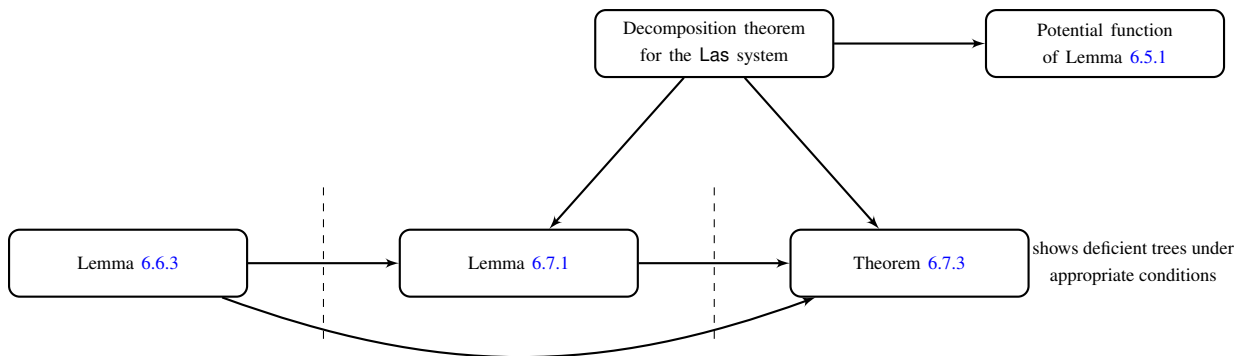 Decomposition theorem
for the Las system
Potential function
of Lemma 6.5.1
Lemma 6.6.3
Lemma 6.7.1
Theorem 6.7.3
shows deficient trees under
appropriate conditions